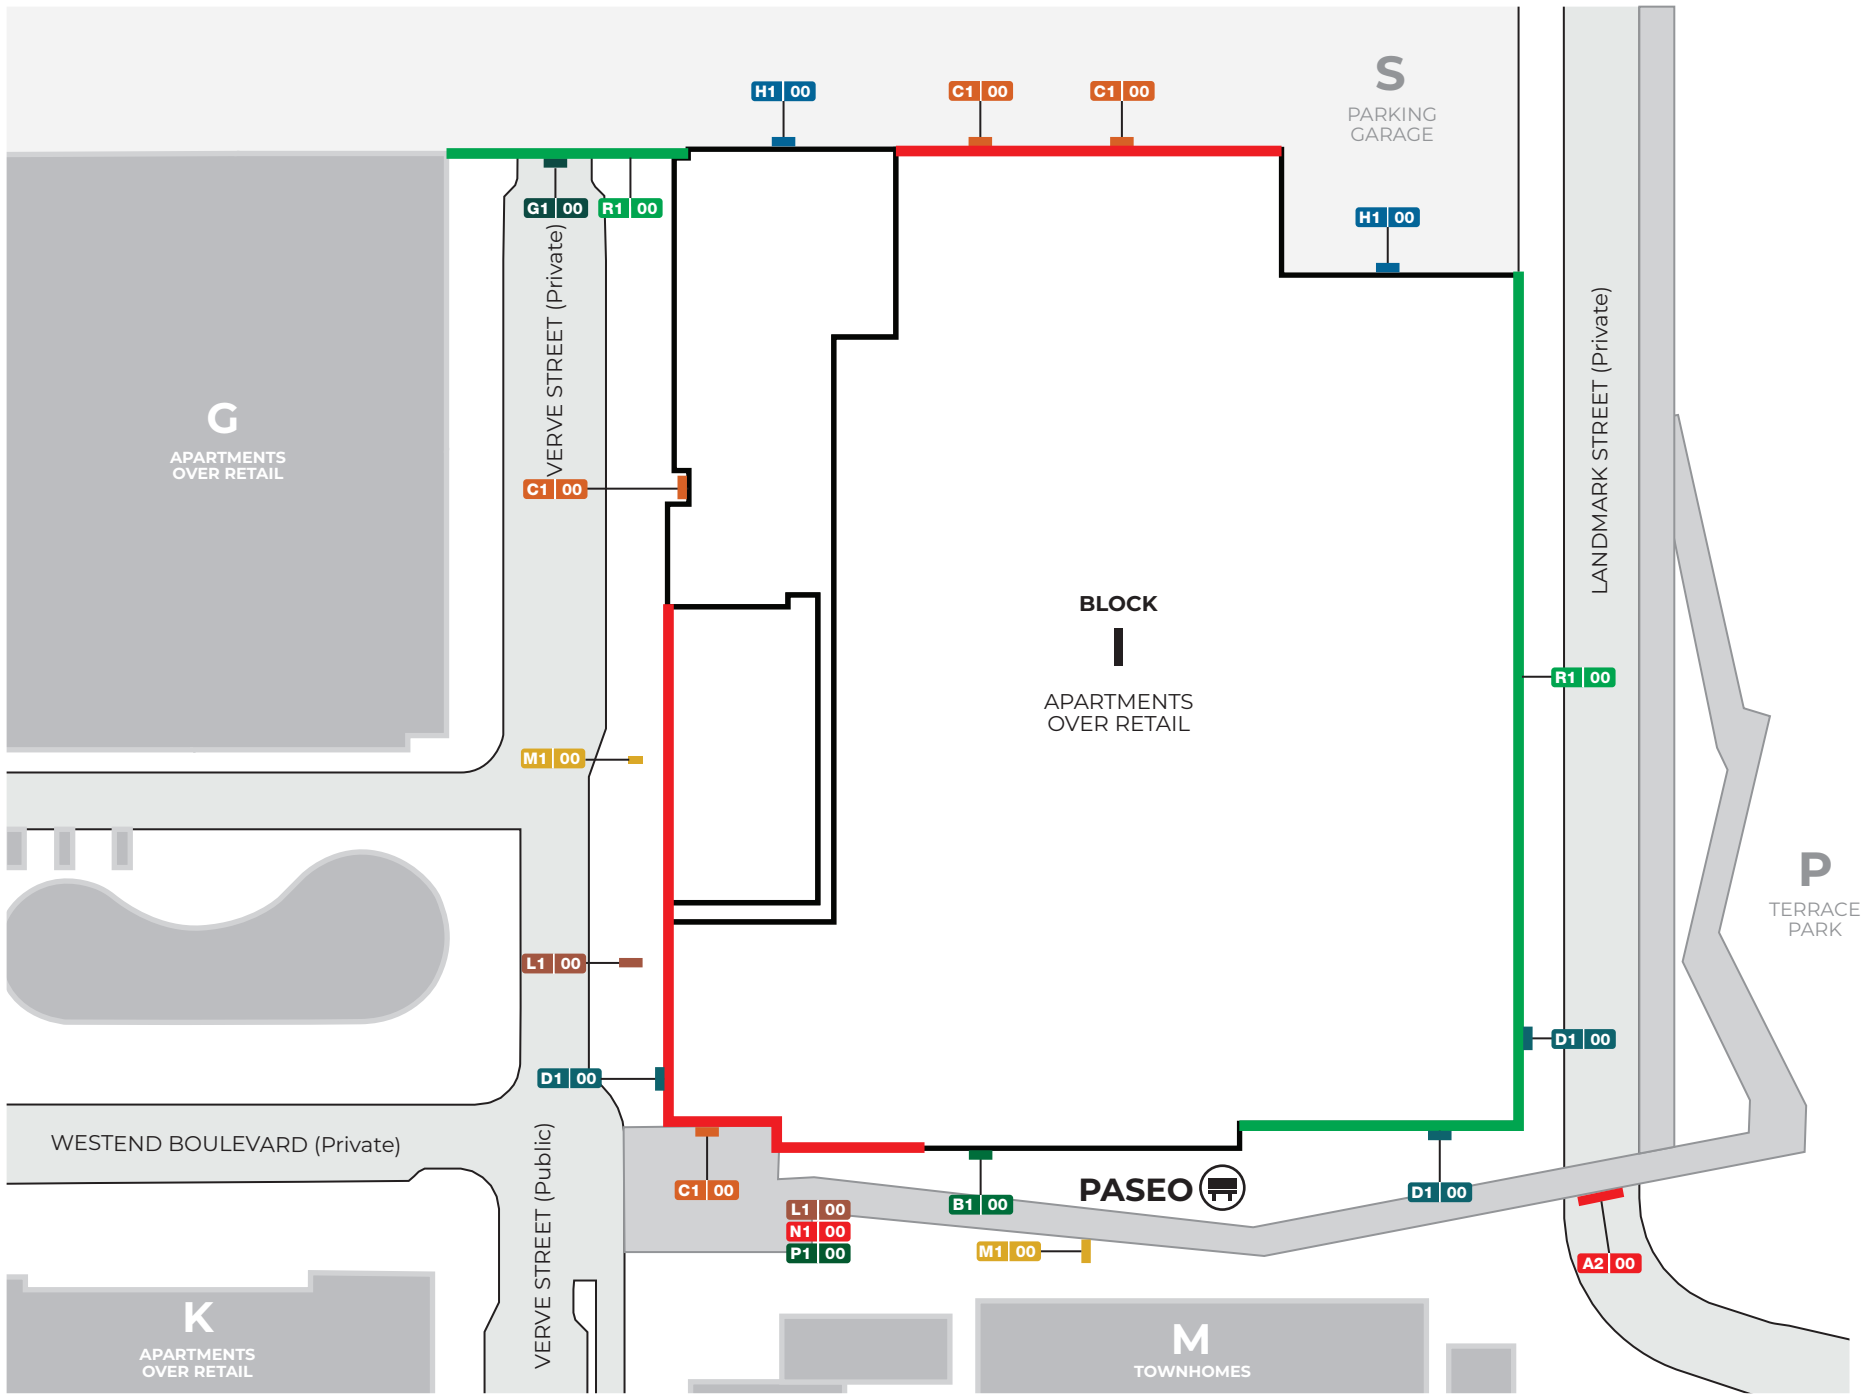 S
PARKING
GARAGE
H1 00
C1 00
C1 00
G1 00
R1 00
H1 00
VERVE STREET (Private)
LANDMARK STREET (Private)
G
APARTMENTS
OVER RETAIL
C1 00
BLOCK
I
APARTMENTS
OVER RETAIL
R1 00
M1 00
P
TERRACE
PARK
L1 00
D1 00
D1 00
WESTEND BOULEVARD (Private)
VERVE STREET (Public)
C1 00
L1 00
N1 00
P1 00
B1 00
PASEO
D1 00
M1 00
A2 00
K
APARTMENTS
OVER RETAIL
M
TOWNHOMES